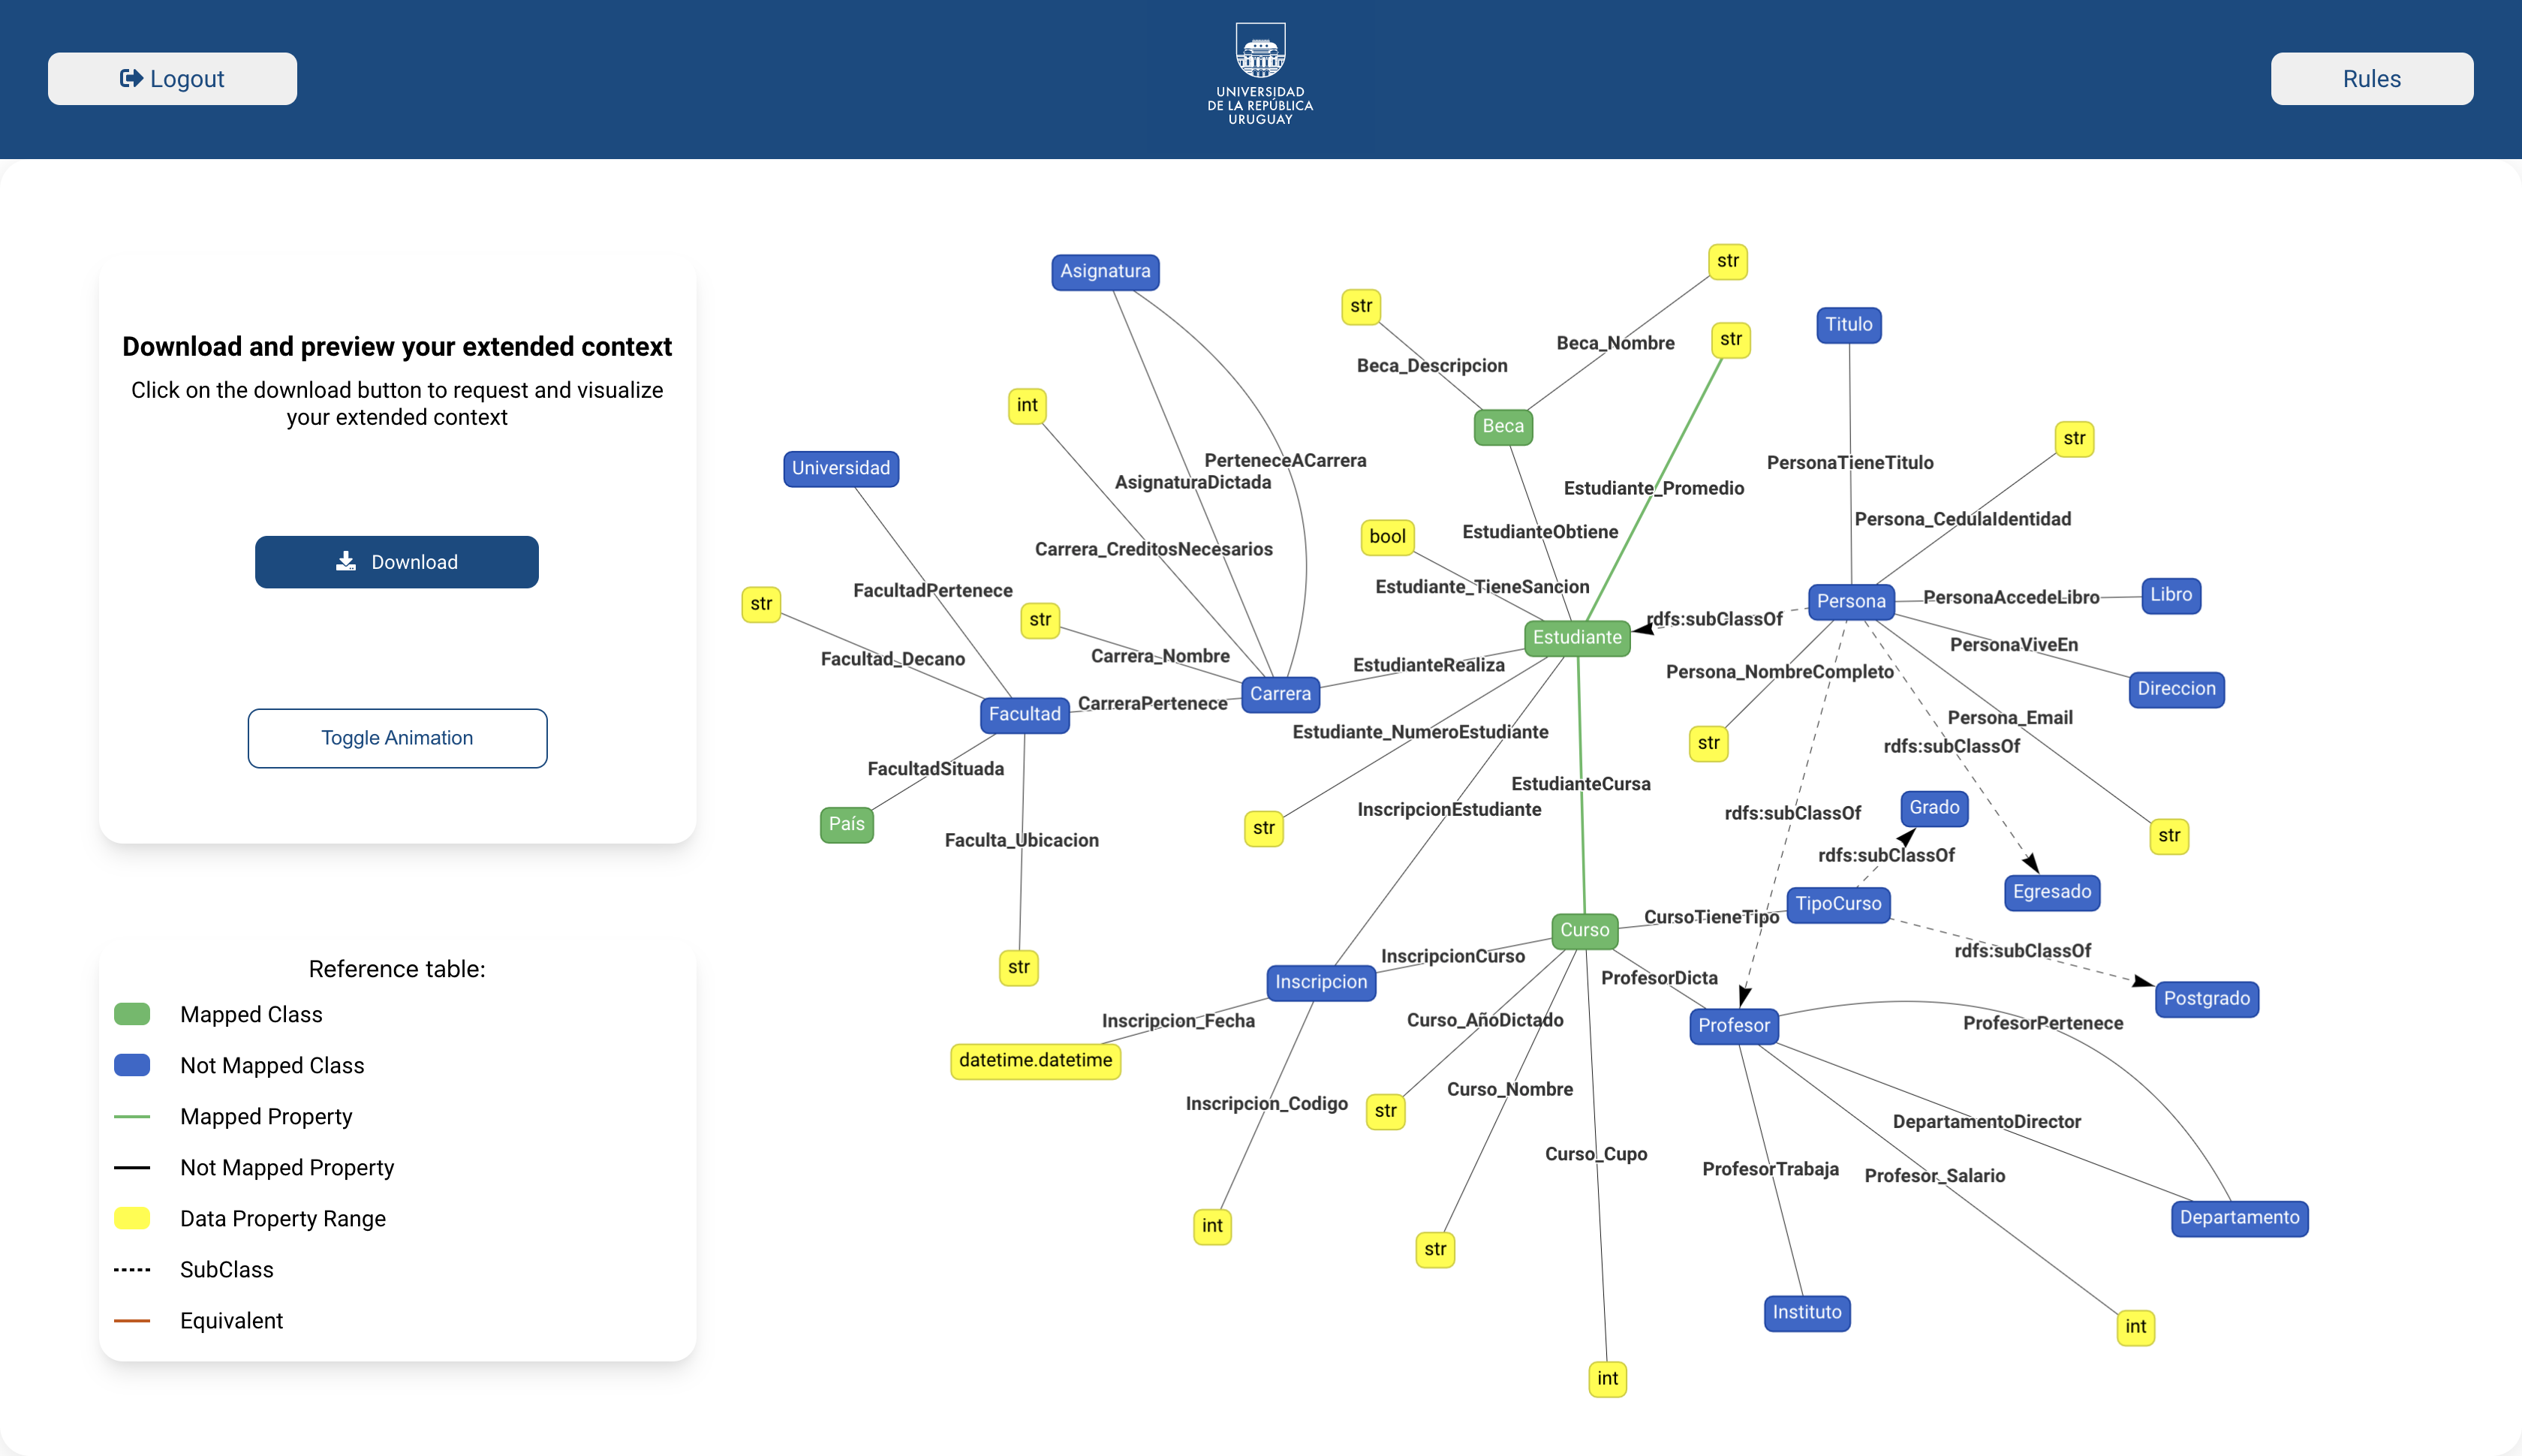 Logout
UNIVERSIDAD
DE LA REPÚBLICA
URUGUAY
Rules
Download and preview your extended context
Click on the download button to request and visualize
your extended context
Download
Toggle Animation
Reference table:
Mapped Class
Not Mapped Class
Mapped Property
Not Mapped Property
Data Property Range
SubClass
Equivalent
str
Asignatura
str
Titulo
str
Beca_Nombre
Beca_Descripcion
int
Beca
str
PerteneceACarrera
PersonaTieneTitulo
Universidad
AsignaturaDictada
Estudiante_Promedio
Persona_CedulaIdentidad
EstudianteObtiene
bool
Carrera_CreditosNecesarios
Estudiante_TieneSancion
FacultadPertenece
Libro
PersonaAccedeLibro
Persona
str
str
rdfs:subClassOf
Estudiante
PersonaViveEn
Carrera_Nombre
Facultad_Decano
EstudianteRealiza
Persona_NombreCompleto
Direccion
Carrera
CarreraPertenece
Facultad
Persona_Email
Estudiante_NumeroEstudiante
str
rdfs:subClassOf
FacultadSituada
EstudianteCursa
Grado
InscripcionEstudiante
rdfs:subClassOf
País
str
str
Faculta_Ubicacion
rdfs:subClassOf
Egresado
TipoCurso
CursoTieneTipo
Curso
rdfs:subClassOf
InscripcionCurso
str
ProfesorDicta
Inscripcion
Postgrado
Curso_AñoDictado
Inscripcion_Fecha
ProfesorPertenece
Profesor
datetime.datetime
Curso_Nombre
Inscripcion_Codigo
str
DepartamentoDirector
Curso_Cupo
ProfesorTrabaja
Profesor_Salario
Departamento
int
str
Instituto
int
int